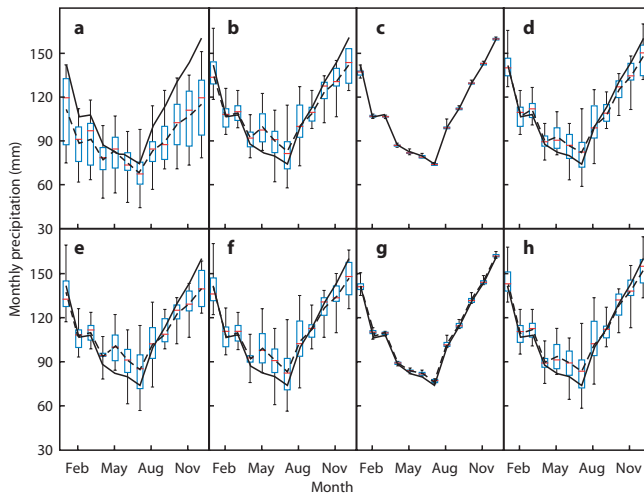 a b c d
150
120
90
60
30
e f g h
150
120
90
60
30
Monthly precipitation (mm)
Feb May Aug Nov Feb May Aug Nov Feb May Aug Nov Feb May Aug Nov
Month